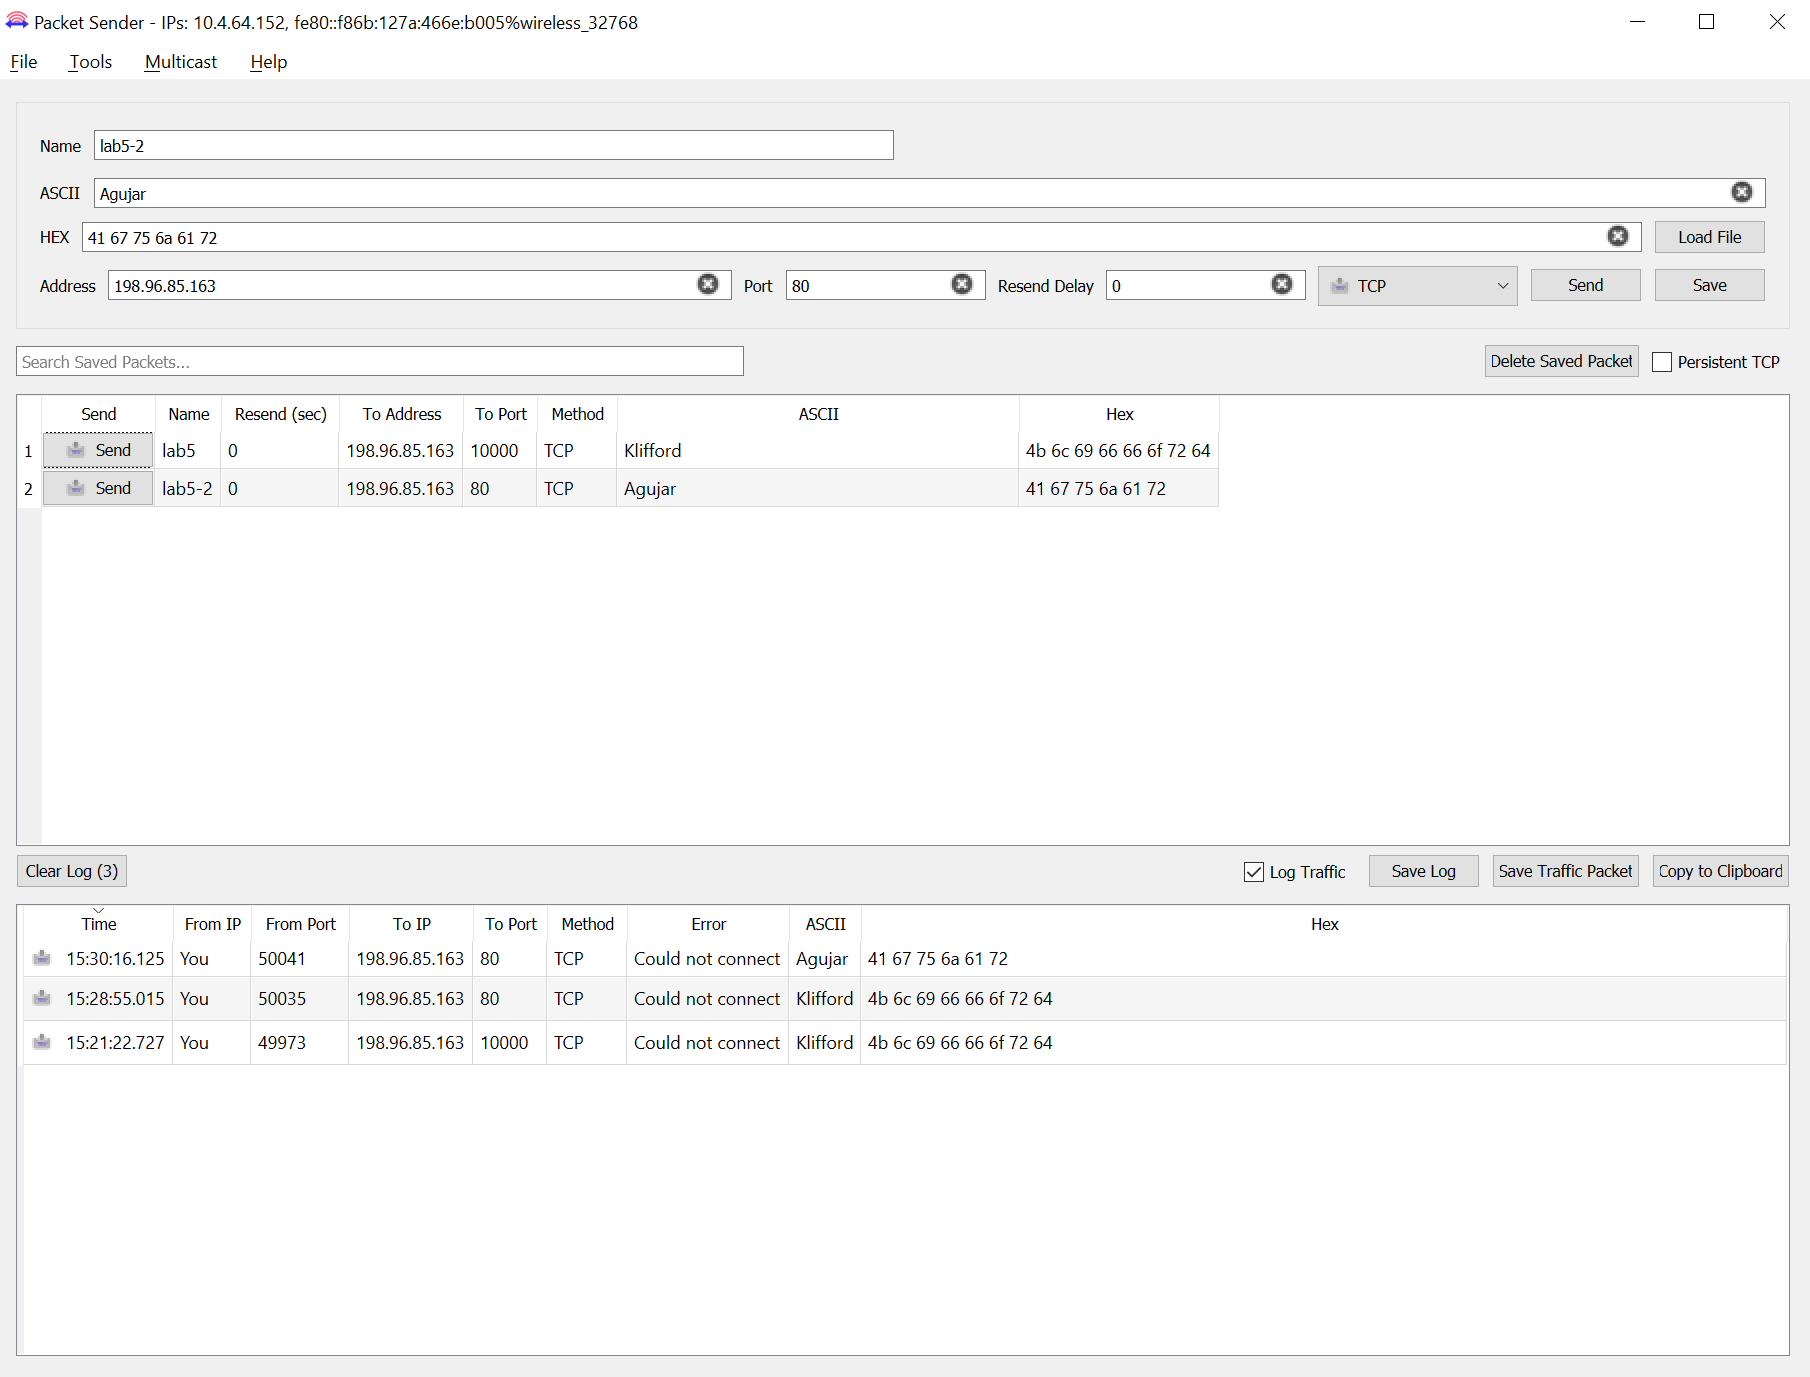 Packet Sender - IPs: 10.4.64.152, fe80::f86b:127a:466e:b005%wireless_32768
File Tools Multicast Help
Name lab5-2
ASCII Agujar
HEX 41 67 75 6a 61 72 Load File
Address 198.96.85.163 Port 80 Resend Delay 0 TCP Send Save
Search Saved Packets... Delete Saved Packet Persistent TCP
Send Name Resend (sec) To Address To Port Method ASCII Hex
1 Send lab5 0 198.96.85.163 10000 TCP Klifford 4b 6c 69 66 66 6f 72 64
2 Send lab5-2 0 198.96.85.163 80 TCP Agujar 41 67 75 6a 61 72
Clear Log (3) Log Traffic Save Log Save Traffic Packet Copy to Clipboard
Time From IP From Port To IP To Port Method Error ASCII Hex
15:30:16.125 You 50041 198.96.85.163 80 TCP Could not connect Agujar 41 67 75 6a 61 72
15:28:55.015 You 50035 198.96.85.163 80 TCP Could not connect Klifford 4b 6c 69 66 66 6f 72 64
15:21:22.727 You 49973 198.96.85.163 10000 TCP Could not connect Klifford 4b 6c 69 66 66 6f 72 64